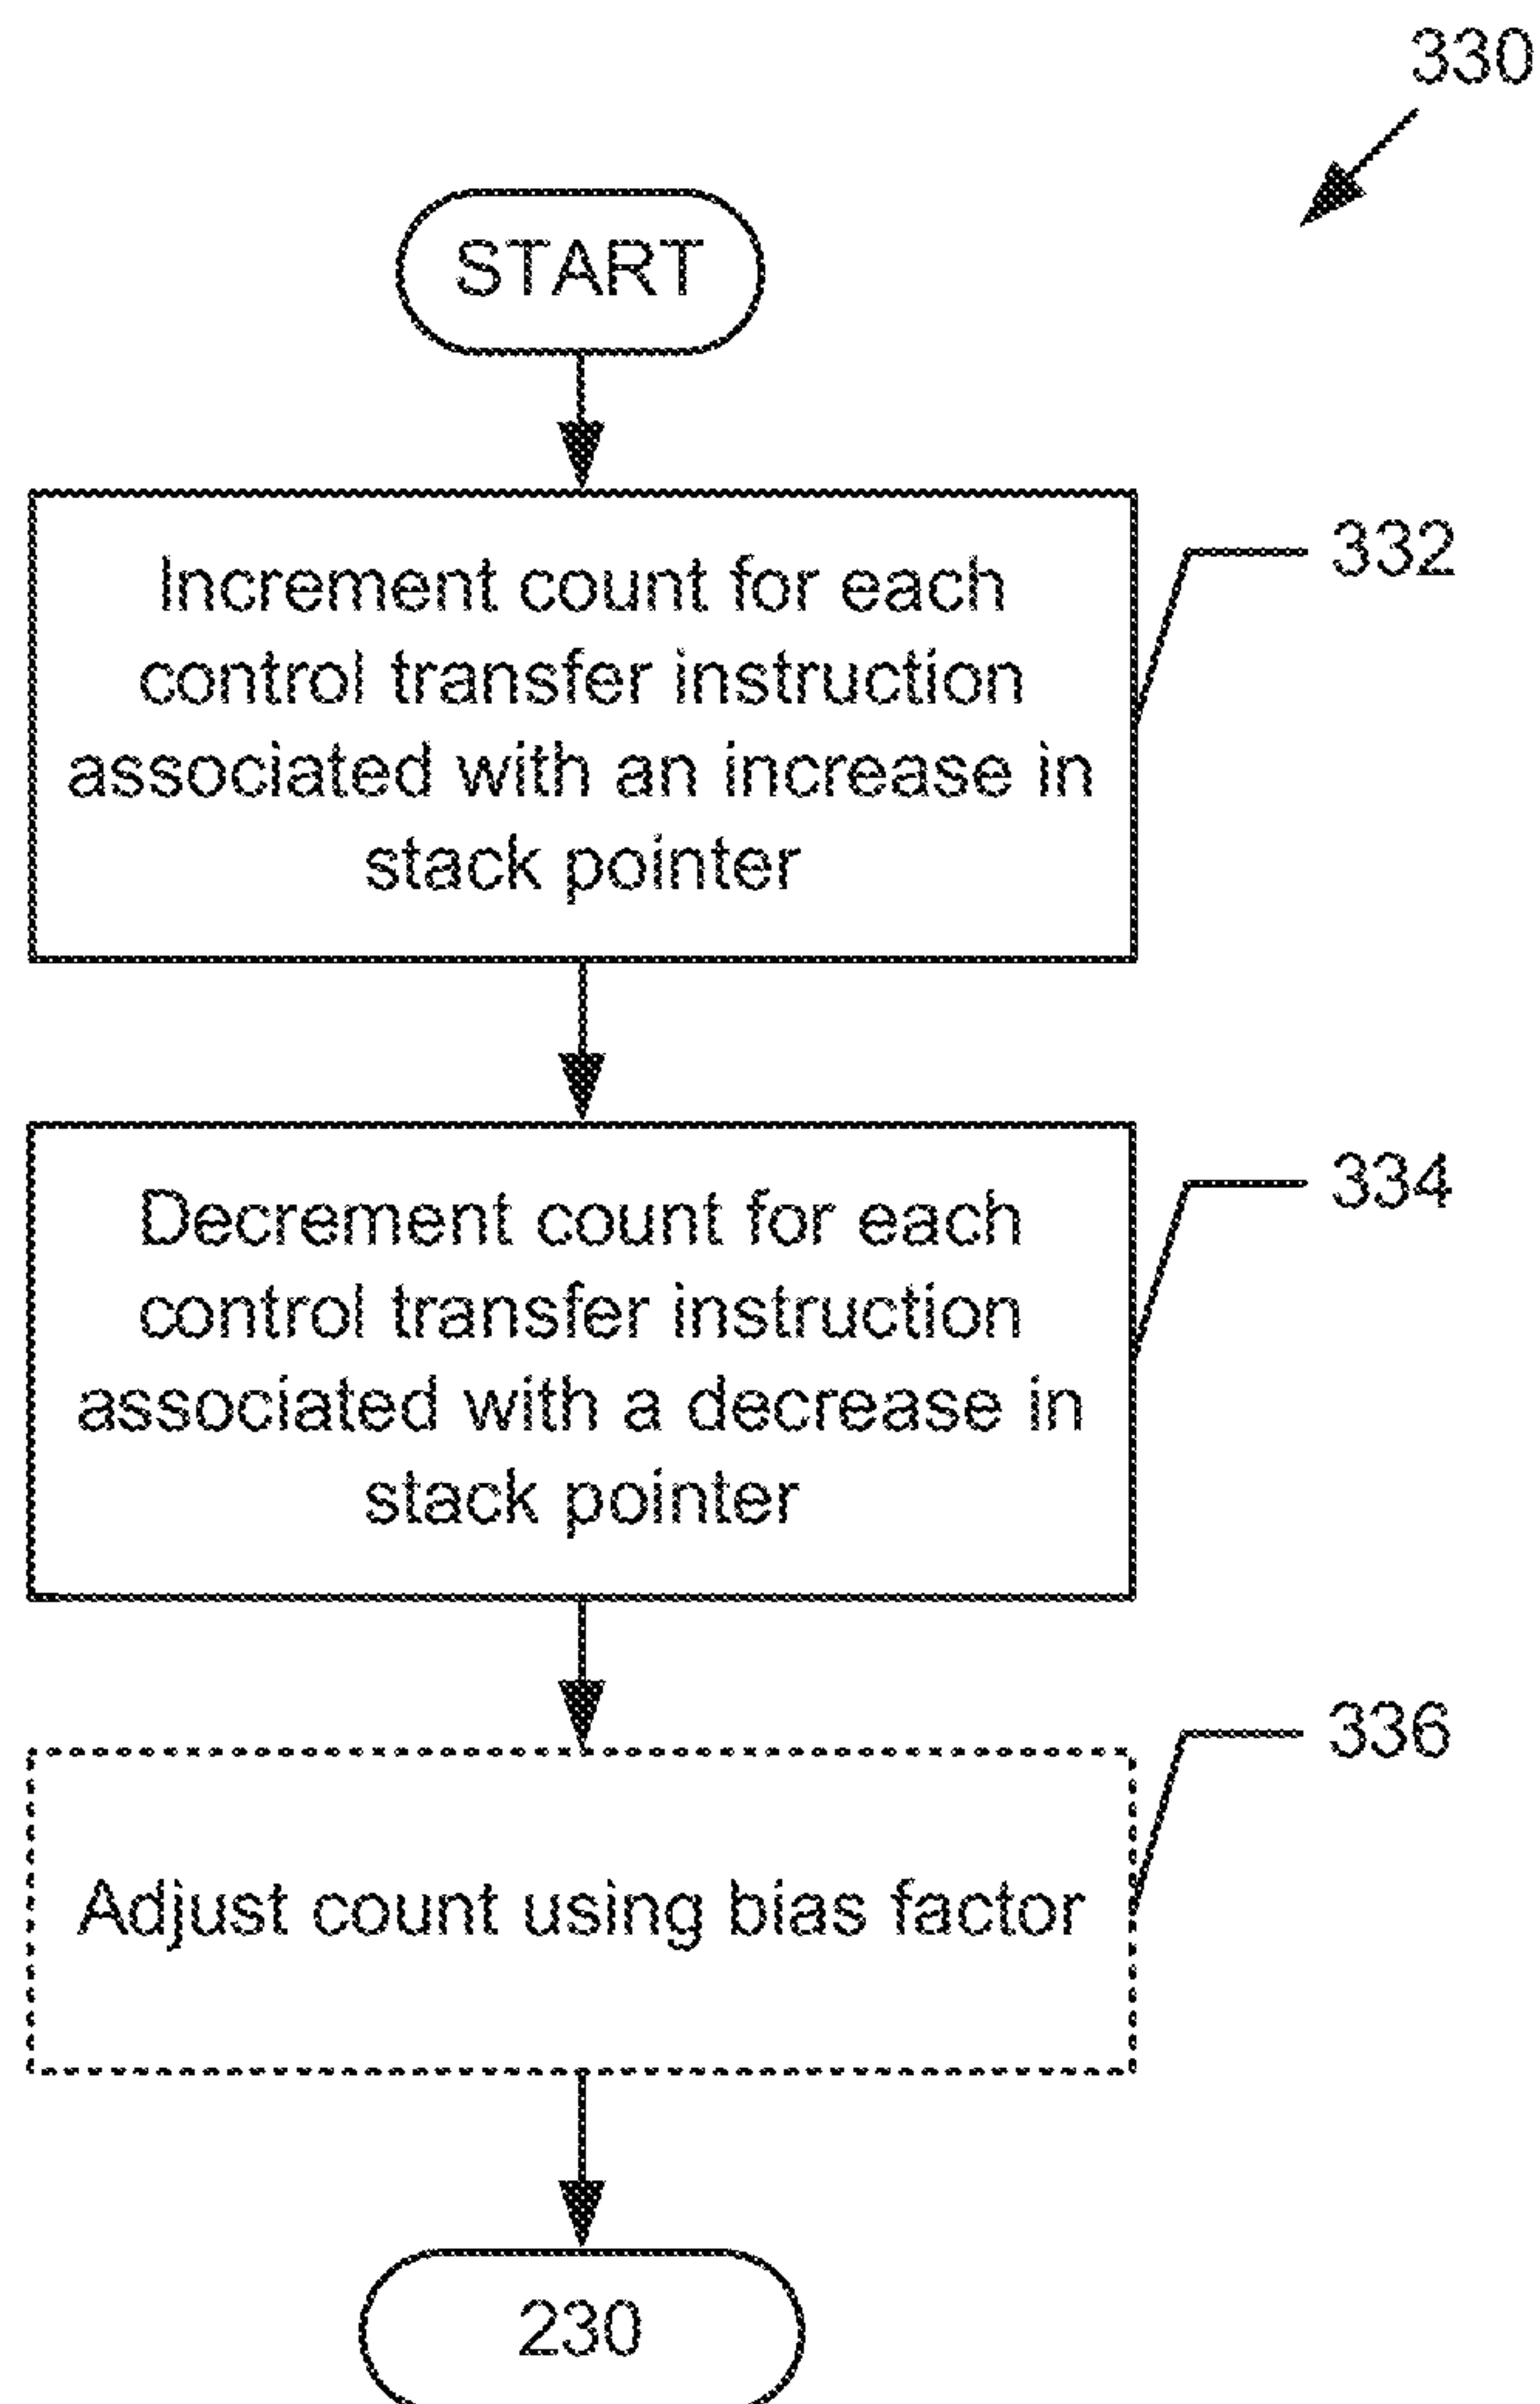 330
START
Increment count for each
control transfer instruction
associated with an increase in
stack pointer
332
Decrement count for each
control transfer instruction
associated with a decrease in
stack pointer
334
Adjust count using bias factor
336
230